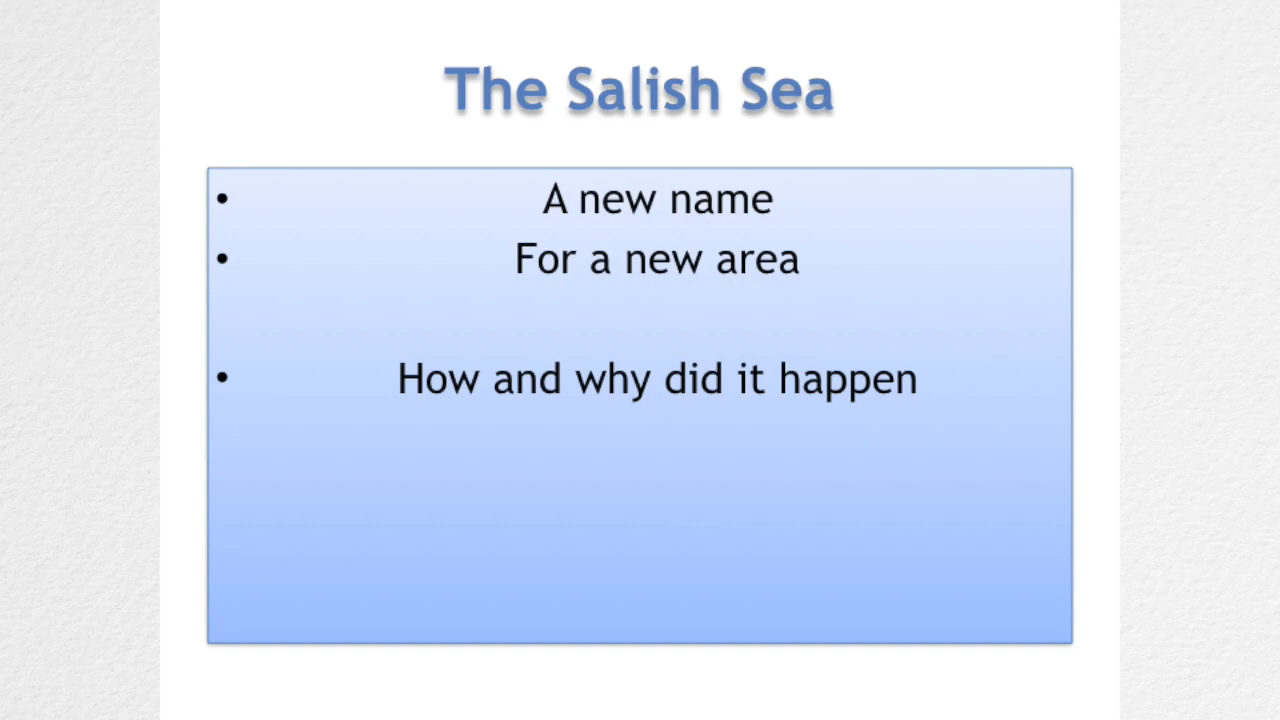 The Salish Sea
• A new name
• For a new area
• How and why did it happen